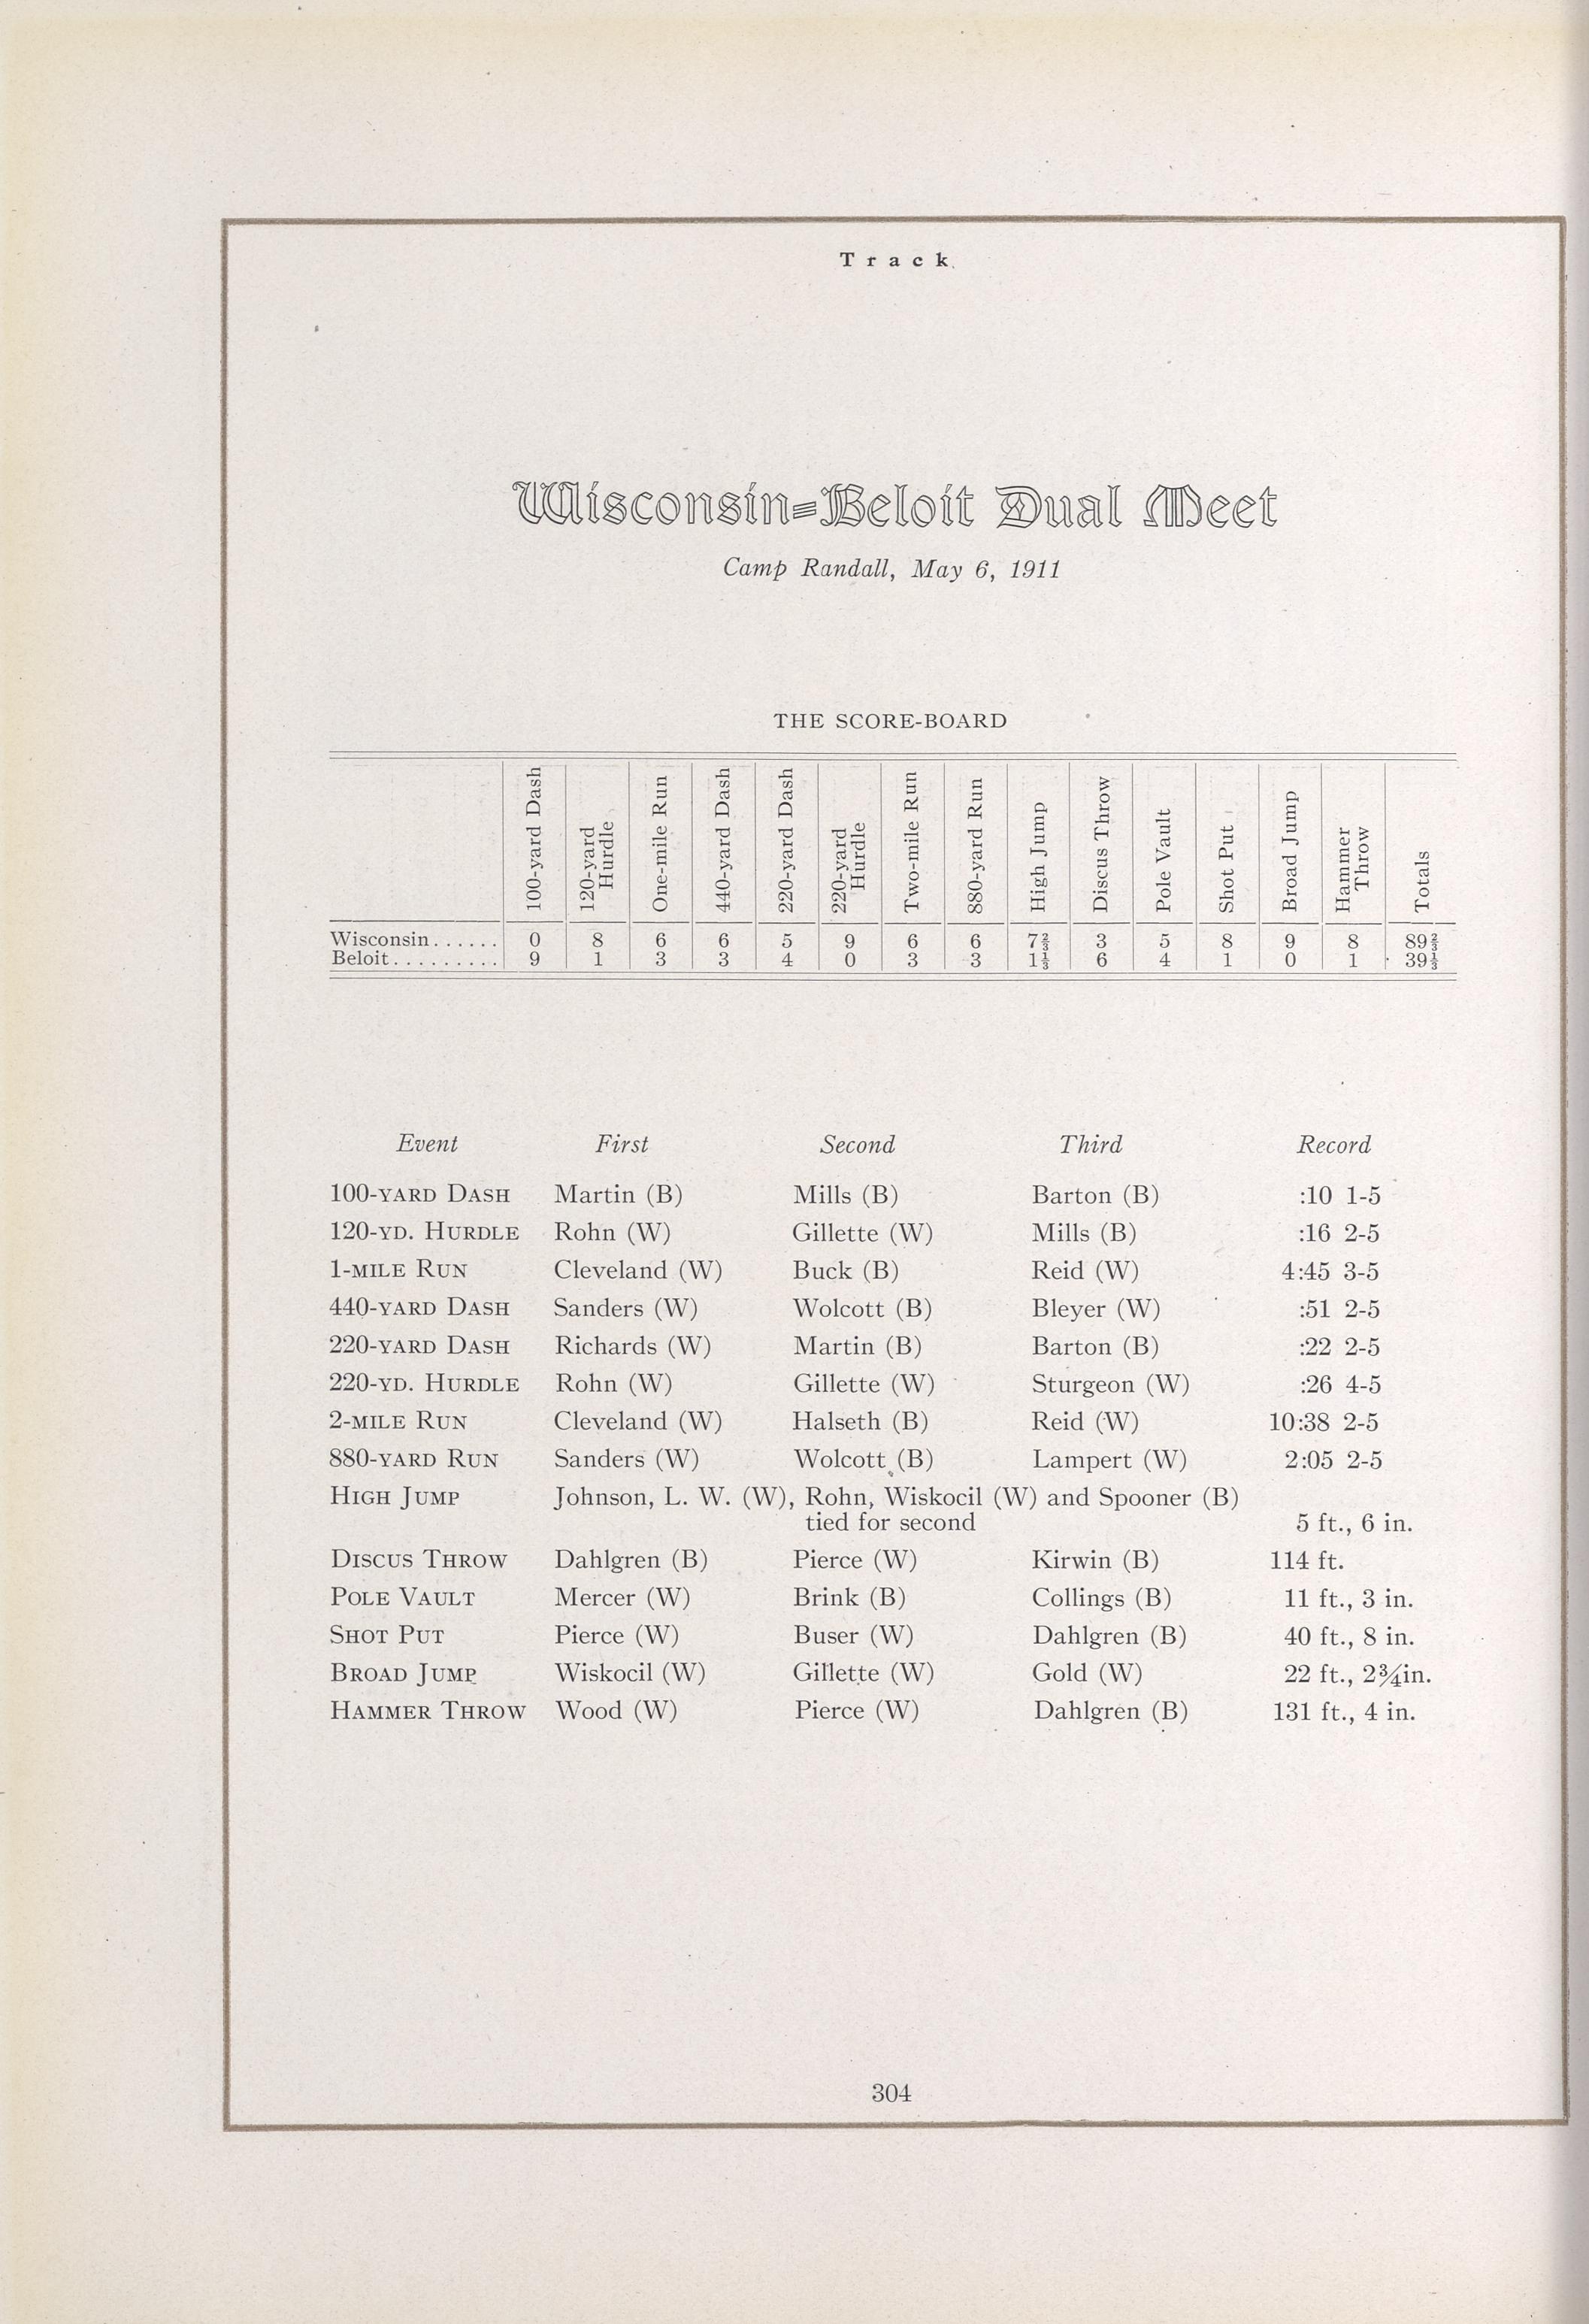 Track
Wisconsin-Beloit Dual Meet
Camp Randall, May 6, 1911
THE SCORE-BOARD
100-yard Dash 120-yard Hurdle One-mile Run 440-yard Dash 220-yard Dash 220-yard Hurdle Two-mile Run 880-yard Run High Jump Discus Throw Pole Vault Shot Put Broad Jump Hammer Throw Totals
Wisconsin...... 0 8 6 6 5 9 6 6 7⅔ 3 5 8 9 8 89⅔
Beloit......... 9 1 3 3 4 0 3 3 1⅓ 6 4 1 0 1 39⅓
Event First Second Third Record
100-YARD DASH Martin (B) Mills (B) Barton (B) :10 1-5
120-YD. HURDLE Rohn (W) Gillette (W) Mills (B) :16 2-5
1-MILE RUN Cleveland (W) Buck (B) Reid (W) 4:45 3-5
440-YARD DASH Sanders (W) Wolcott (B) Bleyer (W) :51 2-5
220-YARD DASH Richards (W) Martin (B) Barton (B) :22 2-5
220-YD. HURDLE Rohn (W) Gillette (W) Sturgeon (W) :26 4-5
2-MILE RUN Cleveland (W) Halseth (B) Reid (W) 10:38 2-5
880-YARD RUN Sanders (W) Wolcott (B) Lampert (W) 2:05 2-5
HIGH JUMP Johnson, L. W. (W), Rohn, Wiskocil (W) and Spooner (B)
tied for second 5 ft., 6 in.
DISCUS THROW Dahlgren (B) Pierce (W) Kirwin (B) 114 ft.
POLE VAULT Mercer (W) Brink (B) Collings (B) 11 ft., 3 in.
SHOT PUT Pierce (W) Buser (W) Dahlgren (B) 40 ft., 8 in.
BROAD JUMP Wiskocil (W) Gillette (W) Gold (W) 22 ft., 2¾in.
HAMMER THROW Wood (W) Pierce (W) Dahlgren (B) 131 ft., 4 in.
304